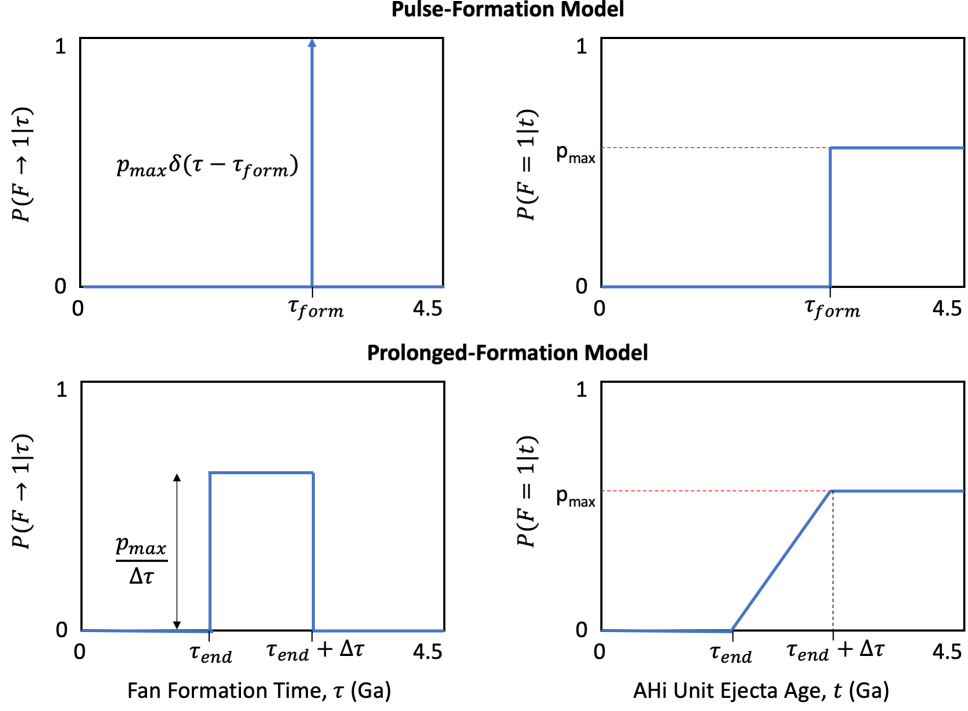 Pulse-Formation Model
1
P(F → 1|τ)
p_max δ(τ − τ_form)
0
0
τ_form
4.5
1
P(F = 1|t)
p_max
0
0
τ_form
4.5
Prolonged-Formation Model
1
P(F → 1|τ)
p_max
Δτ
0
0
τ_end
τ_end + Δτ
4.5
Fan Formation Time, τ (Ga)
1
P(F = 1|t)
p_max
0
0
τ_end
τ_end + Δτ
4.5
AHi Unit Ejecta Age, t (Ga)